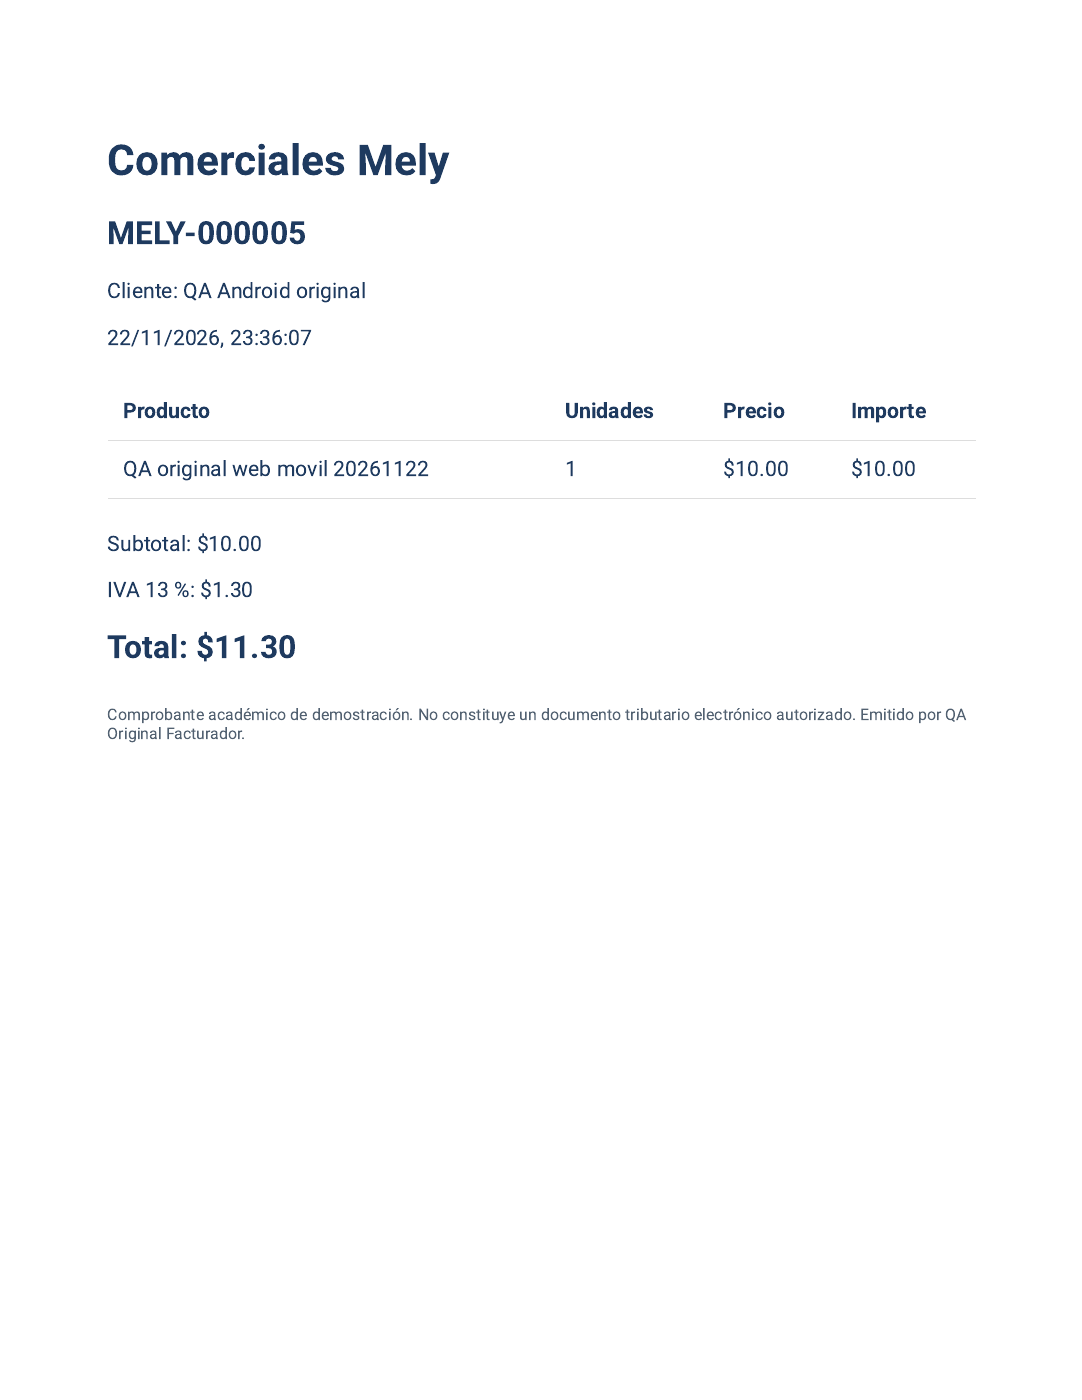 Comerciales Mely
MELY-000005
Cliente: QA Android original
22/11/2026, 23:36:07
Producto Unidades Precio Importe
QA original web movil 20261122 1 $10.00 $10.00
Subtotal: $10.00
IVA 13 %: $1.30
Total: $11.30
Comprobante académico de demostración. No constituye un documento tributario electrónico autorizado. Emitido por QA
Original Facturador.